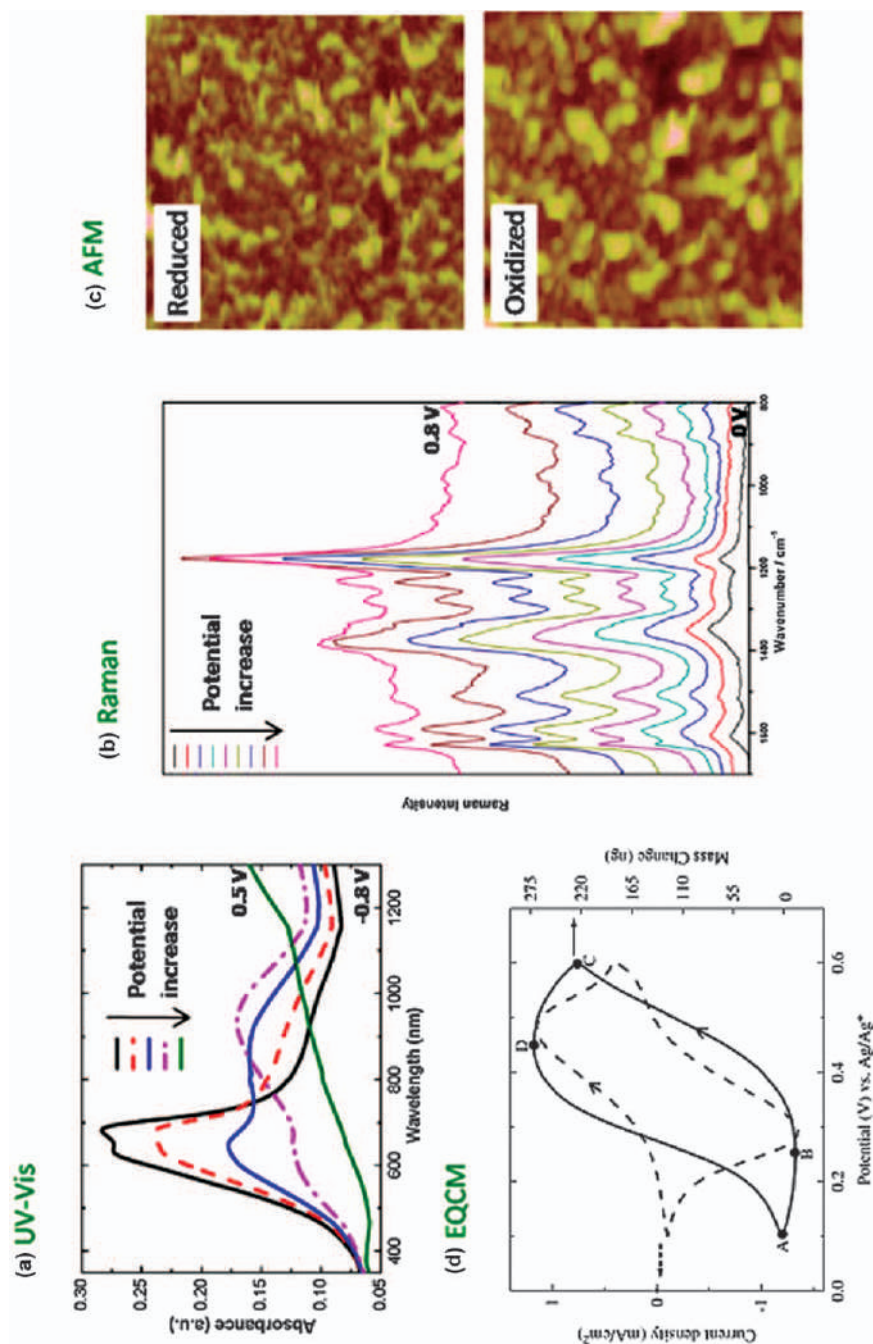 (a) UV-Vis
Absorbance (a.u.)
0.30
0.25
0.20
0.15
0.10
0.05
400
600
800
1000
1200
Wavelength (nm)
Potential
increase
0.5 V
-0.8 V
(b) Raman
Raman Intensity
Potential
increase
0.8 V
0 V
1600
1400
1200
1000
800
Wavenumber / cm⁻¹
(c) AFM
Reduced
Oxidized
(d) EQCM
Current density (mA/cm²)
1
0
-1
0.0
0.2
0.4
0.6
Potential (V) vs. Ag/Ag⁺
Mass Change (ng)
275
220
165
110
55
0
A
B
C
D